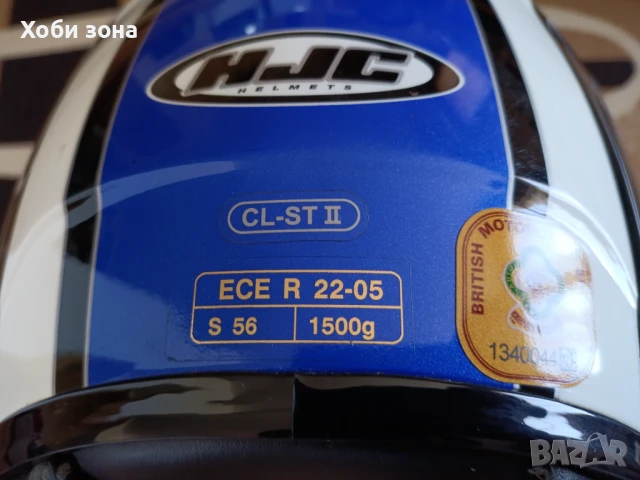 Хоби зона
HJC
HELMETS
CL-ST II
ECE R 22-05
S 56 1500g
BRITISH MOTO
BAZAR